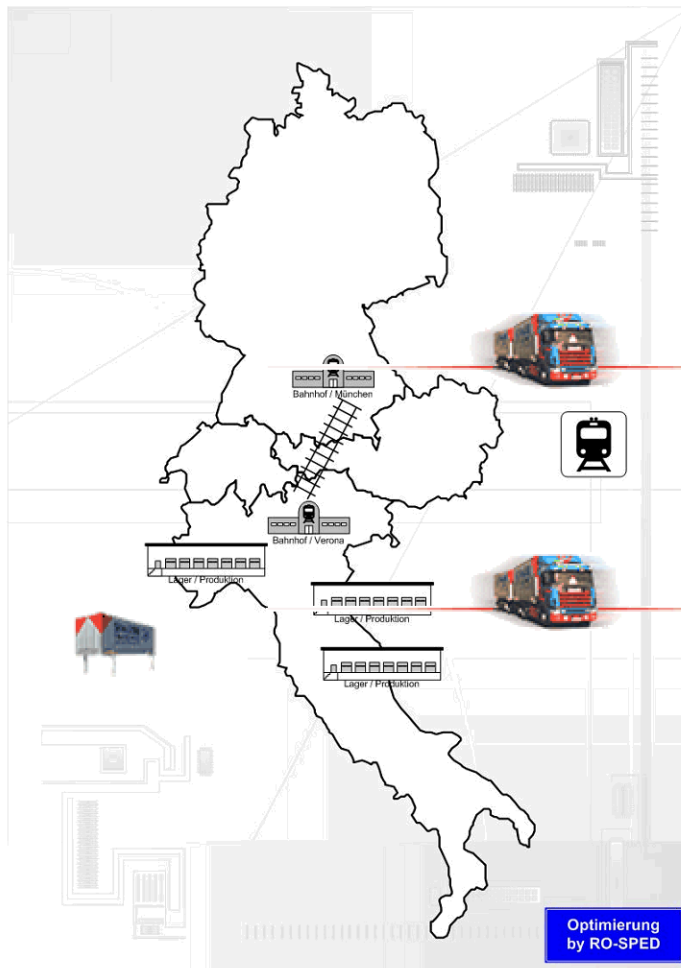 Bahnhof / München
Bahnhof / Verona
Lager / Produktion
Lager / Produktion
Lager / Produktion
Optimierung
by RO-SPED